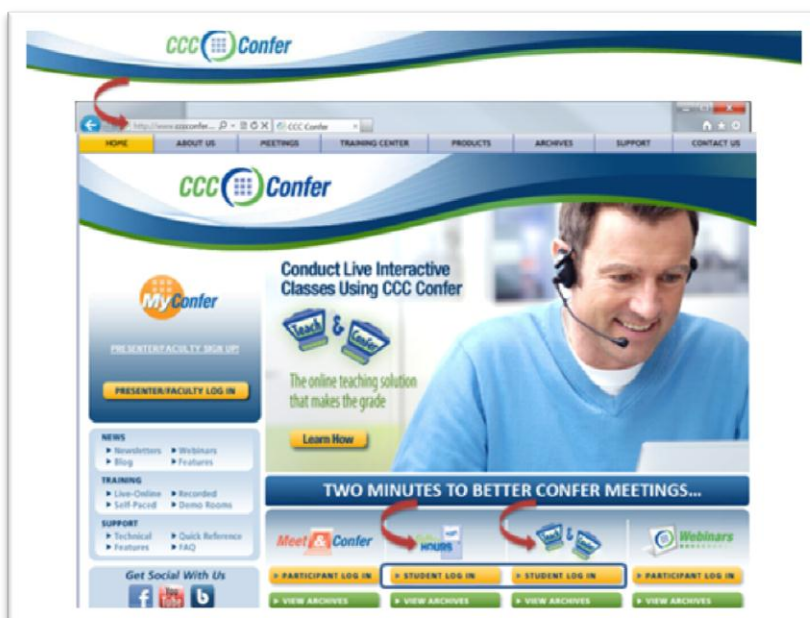 CCC Confer
http://www.cccconfer...
CCC Confer
HOME ABOUT US MEETINGS TRAINING CENTER PRODUCTS ARCHIVES SUPPORT CONTACT US
CCC Confer
MyConfer
PRESENTER/FACULTY SIGN UP!
PRESENTER/FACULTY LOG IN
Conduct Live Interactive
Classes Using CCC Confer
Teach & Confer
The online teaching solution
that makes the grade
Learn How
NEWS
Newsletters Webinars
Blog Features
TRAINING
Live-Online Recorded
Self-Paced Demo Rooms
SUPPORT
Technical Quick Reference
Features FAQ
Get Social With Us
f You Tube b
TWO MINUTES TO BETTER CONFER MEETINGS...
Meet & Confer
HOURS
Teach & Confer
Webinars
PARTICIPANT LOG IN STUDENT LOG IN STUDENT LOG IN PARTICIPANT LOG IN
VIEW ARCHIVES VIEW ARCHIVES VIEW ARCHIVES VIEW ARCHIVES